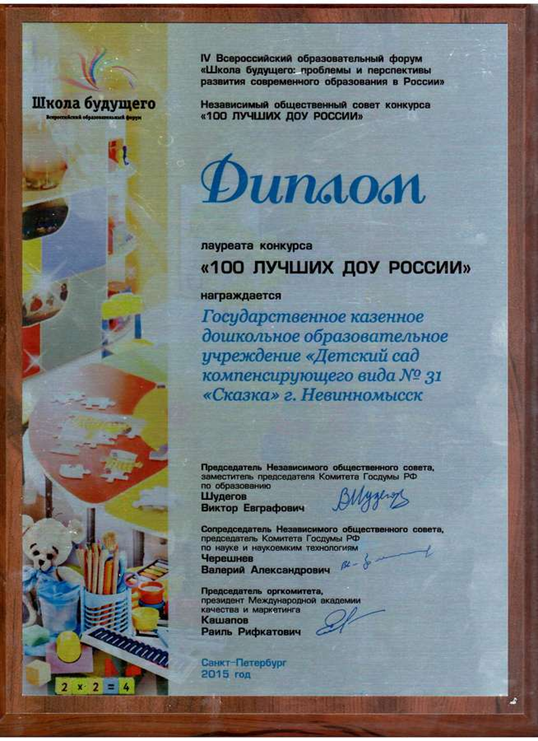 Школа будущего
Всероссийский образовательный форум
IV Всероссийский образовательный форум
«Школа будущего: проблемы и перспективы
развития современного образования в России»
Независимый общественный совет конкурса
«100 ЛУЧШИХ ДОУ РОССИИ»
Диплом
лауреата конкурса
«100 ЛУЧШИХ ДОУ РОССИИ»
награждается
Государственное казенное
дошкольное образовательное
учреждение «Детский сад
компенсирующего вида № 31
«Сказка» г. Невинномысск
Председатель Независимого общественного совета,
заместитель председателя Комитета Госдумы РФ
по образованию
Шудегов
Виктор Евграфович
Сопредседатель Независимого общественного совета,
председатель Комитета Госдумы РФ
по науке и наукоемким технологиям
Черешнев
Валерий Александрович
Председатель оргкомитета,
президент Международной академии
качества и маркетинга
Кашапов
Раиль Рифкатович
Санкт-Петербург
2015 год
2 × 2 = 4